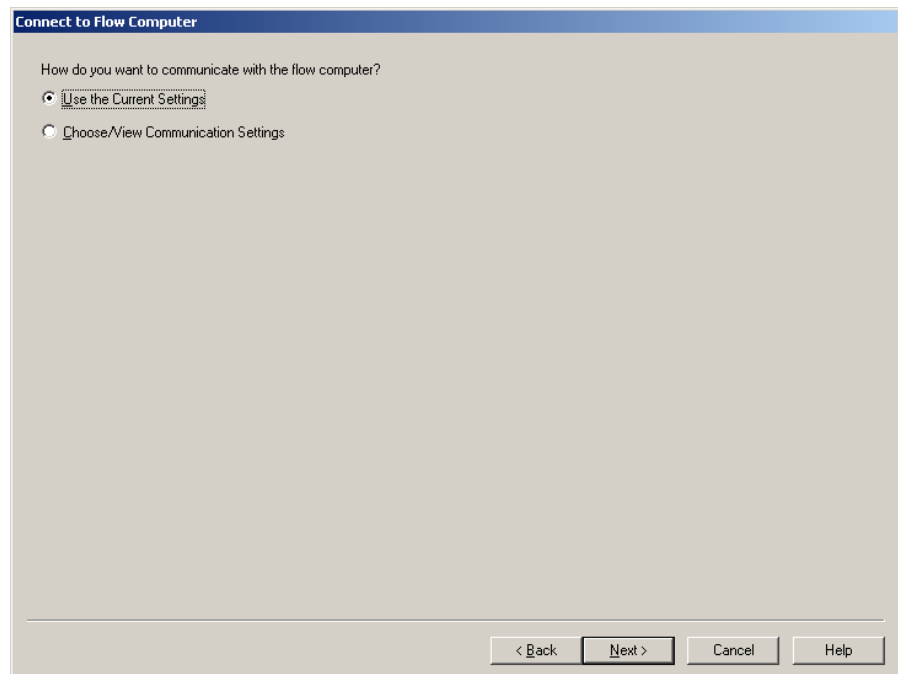 Connect to Flow Computer
How do you want to communicate with the flow computer?
Use the Current Settings
Choose/View Communication Settings
< Back Next > Cancel Help